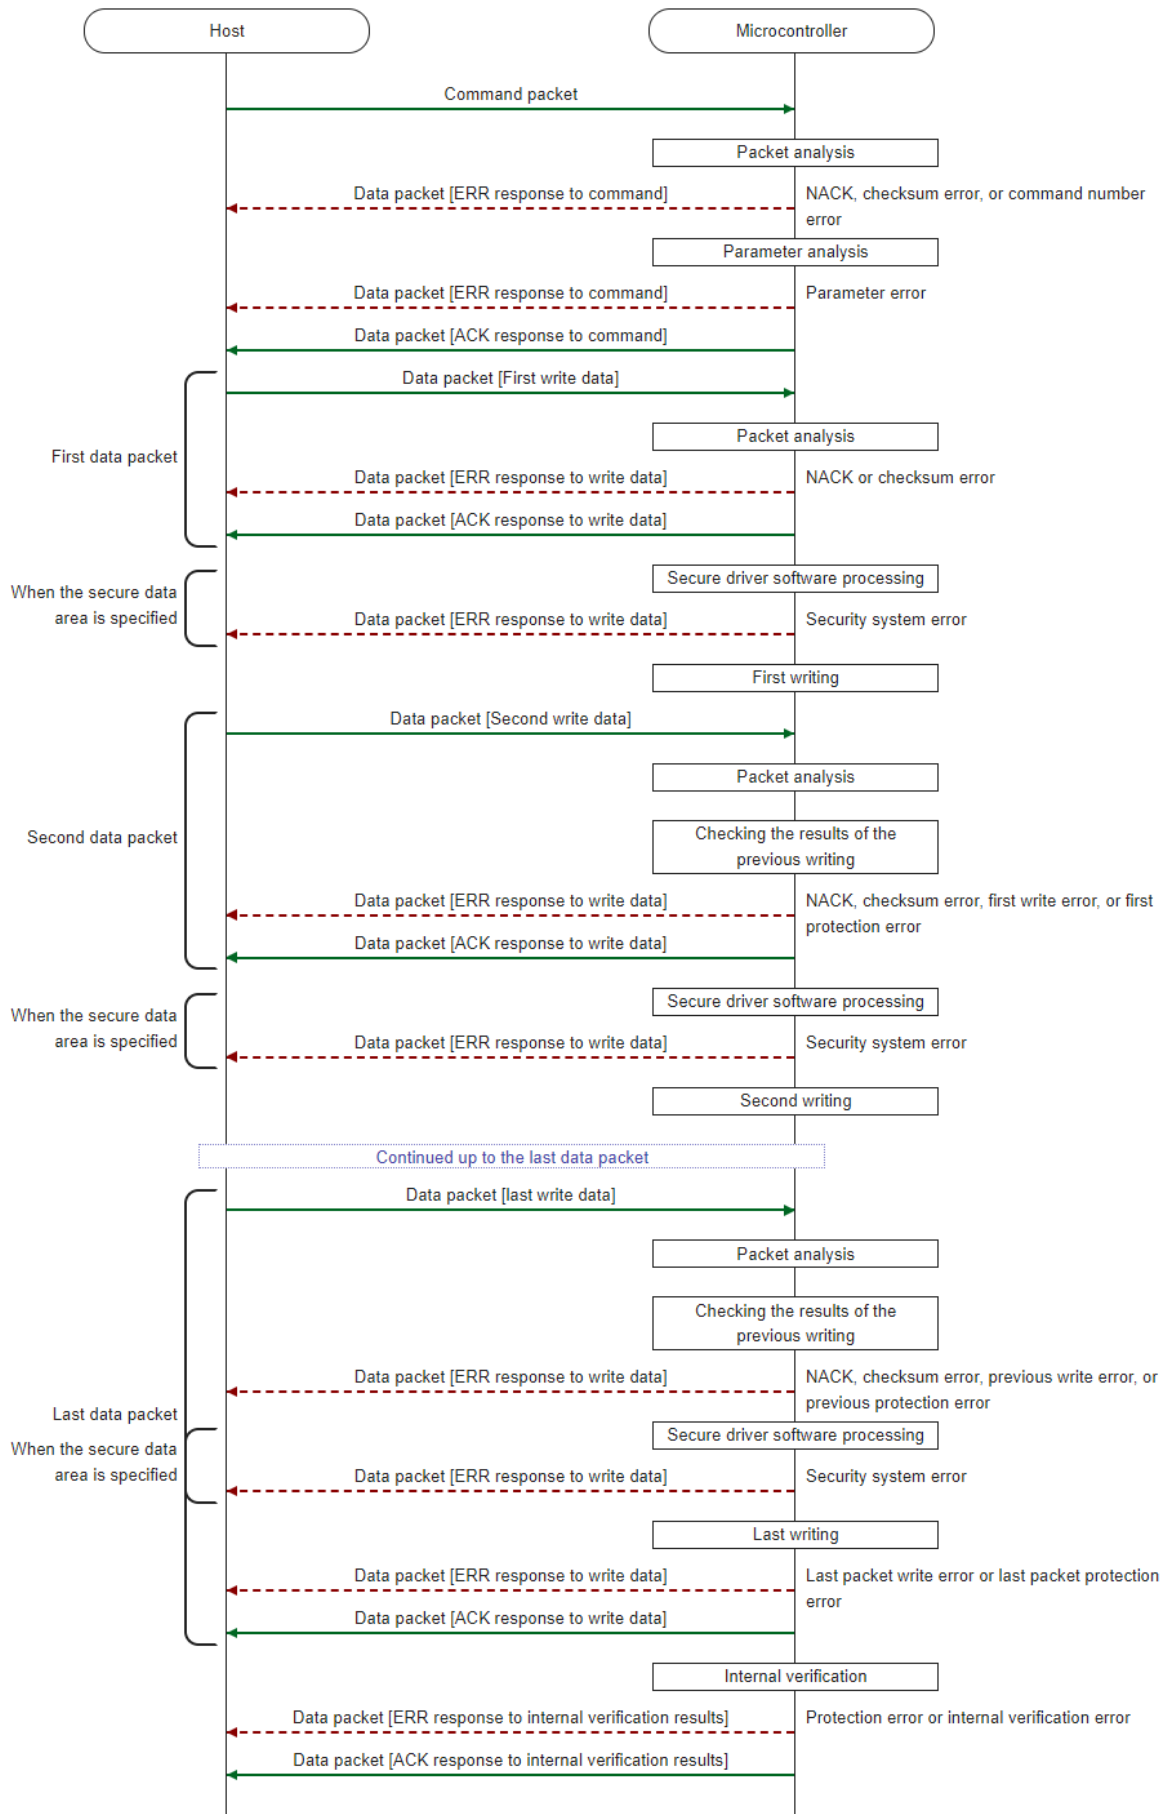 Host
Microcontroller
Command packet
Packet analysis
Data packet [ERR response to command]
NACK, checksum error, or command number
error
Parameter analysis
Data packet [ERR response to command]
Parameter error
Data packet [ACK response to command]
Data packet [First write data]
Packet analysis
First data packet
Data packet [ERR response to write data]
NACK or checksum error
Data packet [ACK response to write data]
When the secure data
area is specified
Secure driver software processing
Data packet [ERR response to write data]
Security system error
First writing
Data packet [Second write data]
Packet analysis
Second data packet
Checking the results of the
previous writing
Data packet [ERR response to write data]
NACK, checksum error, first write error, or first
protection error
Data packet [ACK response to write data]
When the secure data
area is specified
Secure driver software processing
Data packet [ERR response to write data]
Security system error
Second writing
Continued up to the last data packet
Data packet [last write data]
Packet analysis
Checking the results of the
previous writing
Data packet [ERR response to write data]
NACK, checksum error, previous write error, or
previous protection error
Last data packet
When the secure data
area is specified
Secure driver software processing
Data packet [ERR response to write data]
Security system error
Last writing
Data packet [ERR response to write data]
Last packet write error or last packet protection
error
Data packet [ACK response to write data]
Internal verification
Data packet [ERR response to internal verification results]
Protection error or internal verification error
Data packet [ACK response to internal verification results]